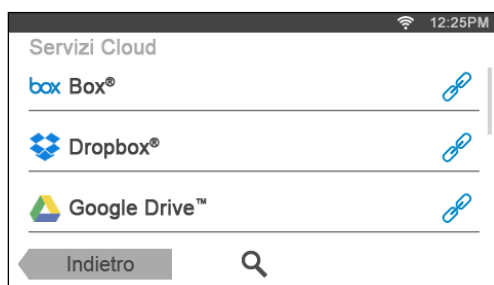 12:25PM
Servizi Cloud
box Box®
Dropbox®
Google Drive™
Indietro